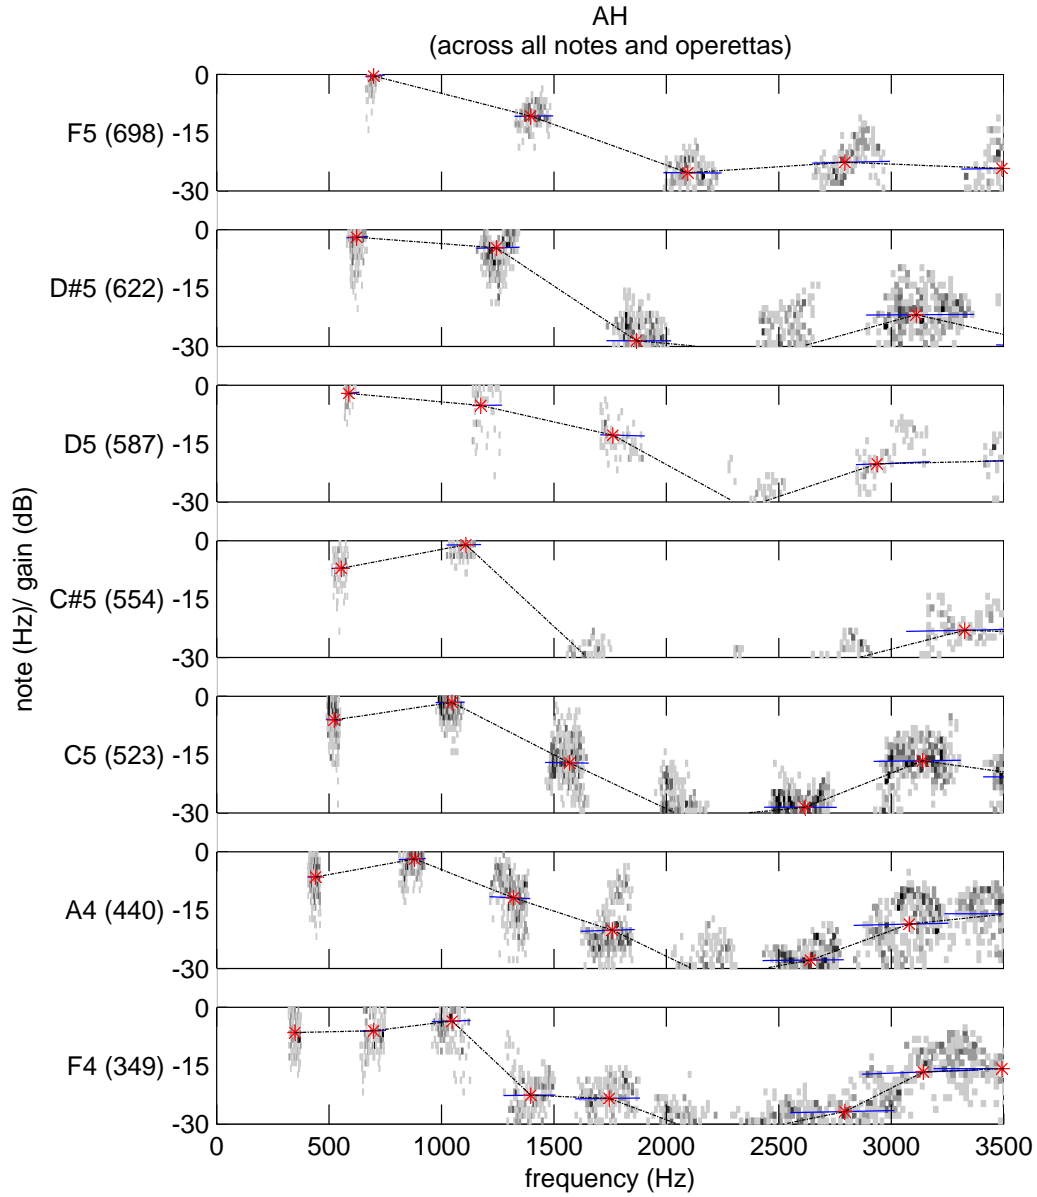 AH
(across all notes and operettas)
0
F5 (698) -15
-30
0
D#5 (622) -15
-30
0
D5 (587) -15
-30
0
C#5 (554) -15
-30
0
C5 (523) -15
-30
0
A4 (440) -15
-30
0
F4 (349) -15
-30
note (Hz)/ gain (dB)
0 500 1000 1500 2000 2500 3000 3500
frequency (Hz)